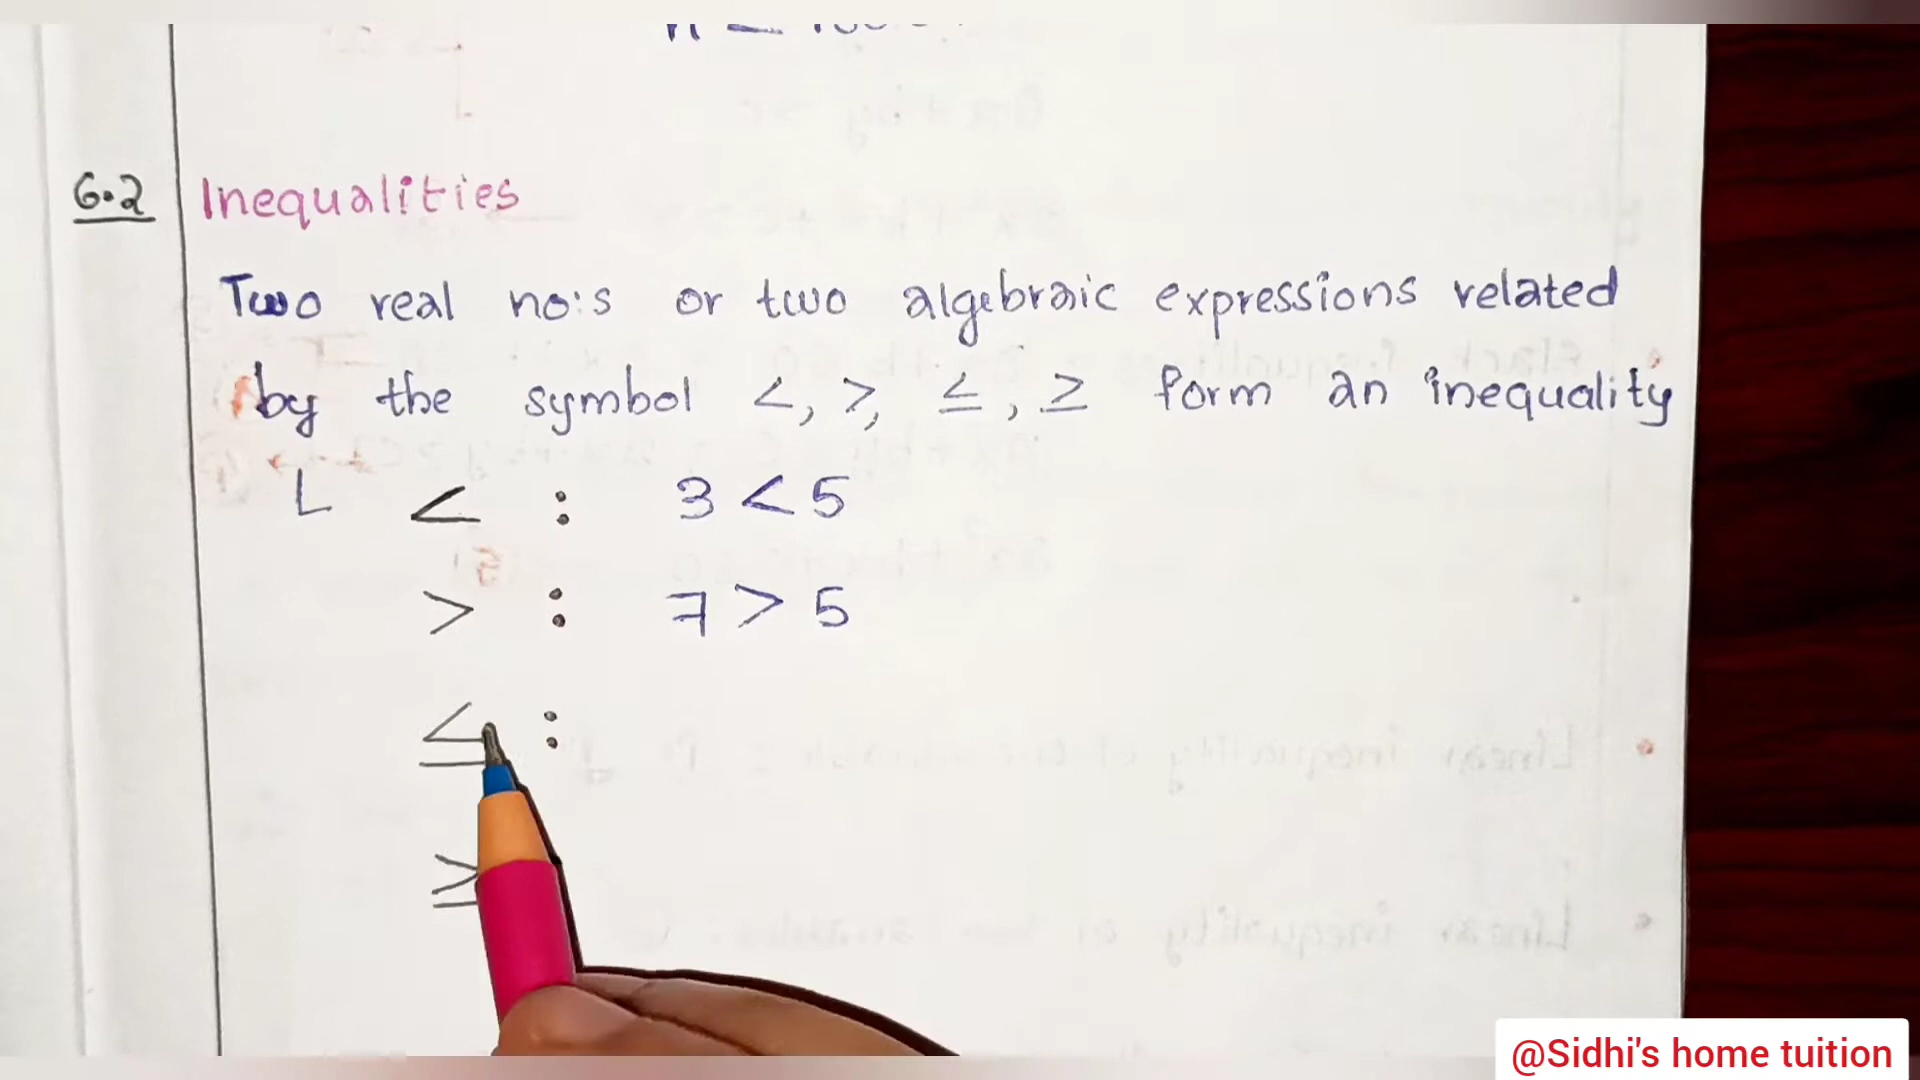 6.2 Inequalities
Two real no:s or two algebraic expressions related
by the symbol <, >, ≤, ≥ form an inequality
L < : 3 < 5
> : 7 > 5
≤ :
≥
@Sidhi's home tuition